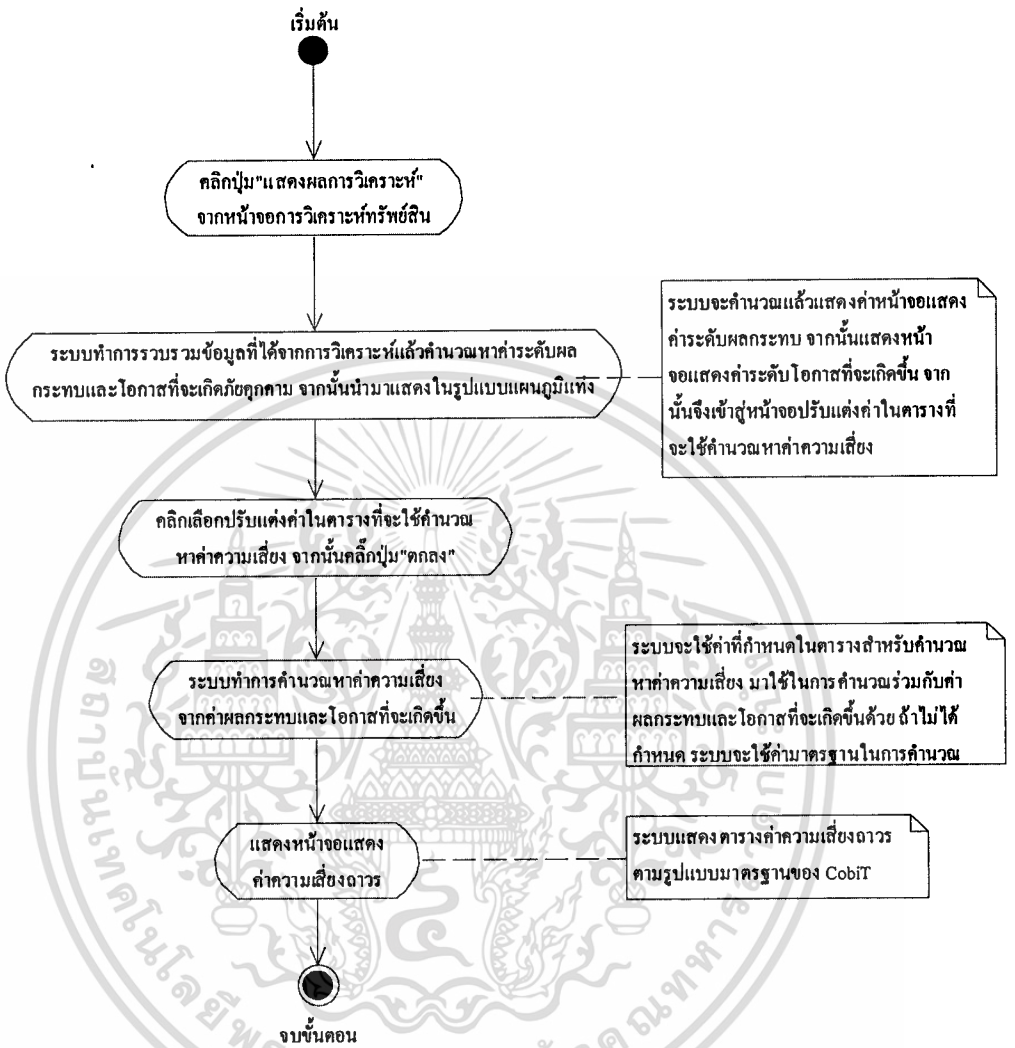 เริ่มต้น
คลิกปุ่ม"แสดงผลการวิเคราะห์"
จากหน้าจอการวิเคราะห์ทรัพย์สิน
ระบบจะคำนวณแล้วแสดงค่าหน้าจอแสดง
ค่าระดับผลกระทบ จากนั้นแสดงหน้า
จอแสดงค่าระดับโอกาสที่จะเกิดขึ้น จาก
นั้นจึงเข้าสู่หน้าจอปรับแต่งค่าในตารางที่
จะใช้คำนวณหาค่าความเสี่ยง
ระบบทำการรวบรวมข้อมูลที่ได้จากการวิเคราะห์แล้วคำนวณหาค่าระดับผล
กระทบและโอกาสที่จะเกิดภัยคุกคาม จากนั้นนำมาแสดงในรูปแบบแผนภูมิแท่ง
คลิกเลือกปรับแต่งค่าในตารางที่จะใช้คำนวณ
หาค่าความเสี่ยง จากนั้นคลิ๊กปุ่ม"ตกลง"
ระบบทำการคำนวณหาค่าความเสี่ยง
จากค่าผลกระทบและโอกาสที่จะเกิดขึ้น
ระบบจะใช้ค่าที่กำหนดในตารางสำหรับคำนวณ
หาค่าความเสี่ยง มาใช้ในการคำนวณร่วมกับค่า
ผลกระทบและโอกาสที่จะเกิดขึ้นด้วย ถ้าไม่ได้
กำหนด ระบบจะใช้ค่ามาตรฐานในการคำนวณ
แสดงหน้าจอแสดง
ค่าความเสี่ยงถาวร
ระบบแสดงตารางค่าความเสี่ยงถาวร
ตามรูปแบบมาตรฐานของ CobiT
จบขั้นตอน